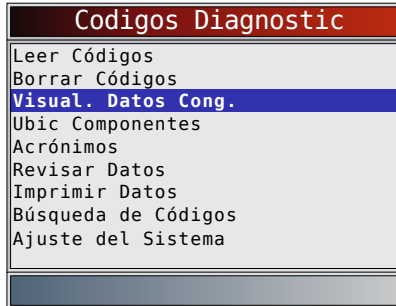 Codigos Diagnostic
Leer Códigos
Borrar Códigos
Visual. Datos Cong.
Ubic Componentes
Acrónimos
Revisar Datos
Imprimir Datos
Búsqueda de Códigos
Ajuste del Sistema